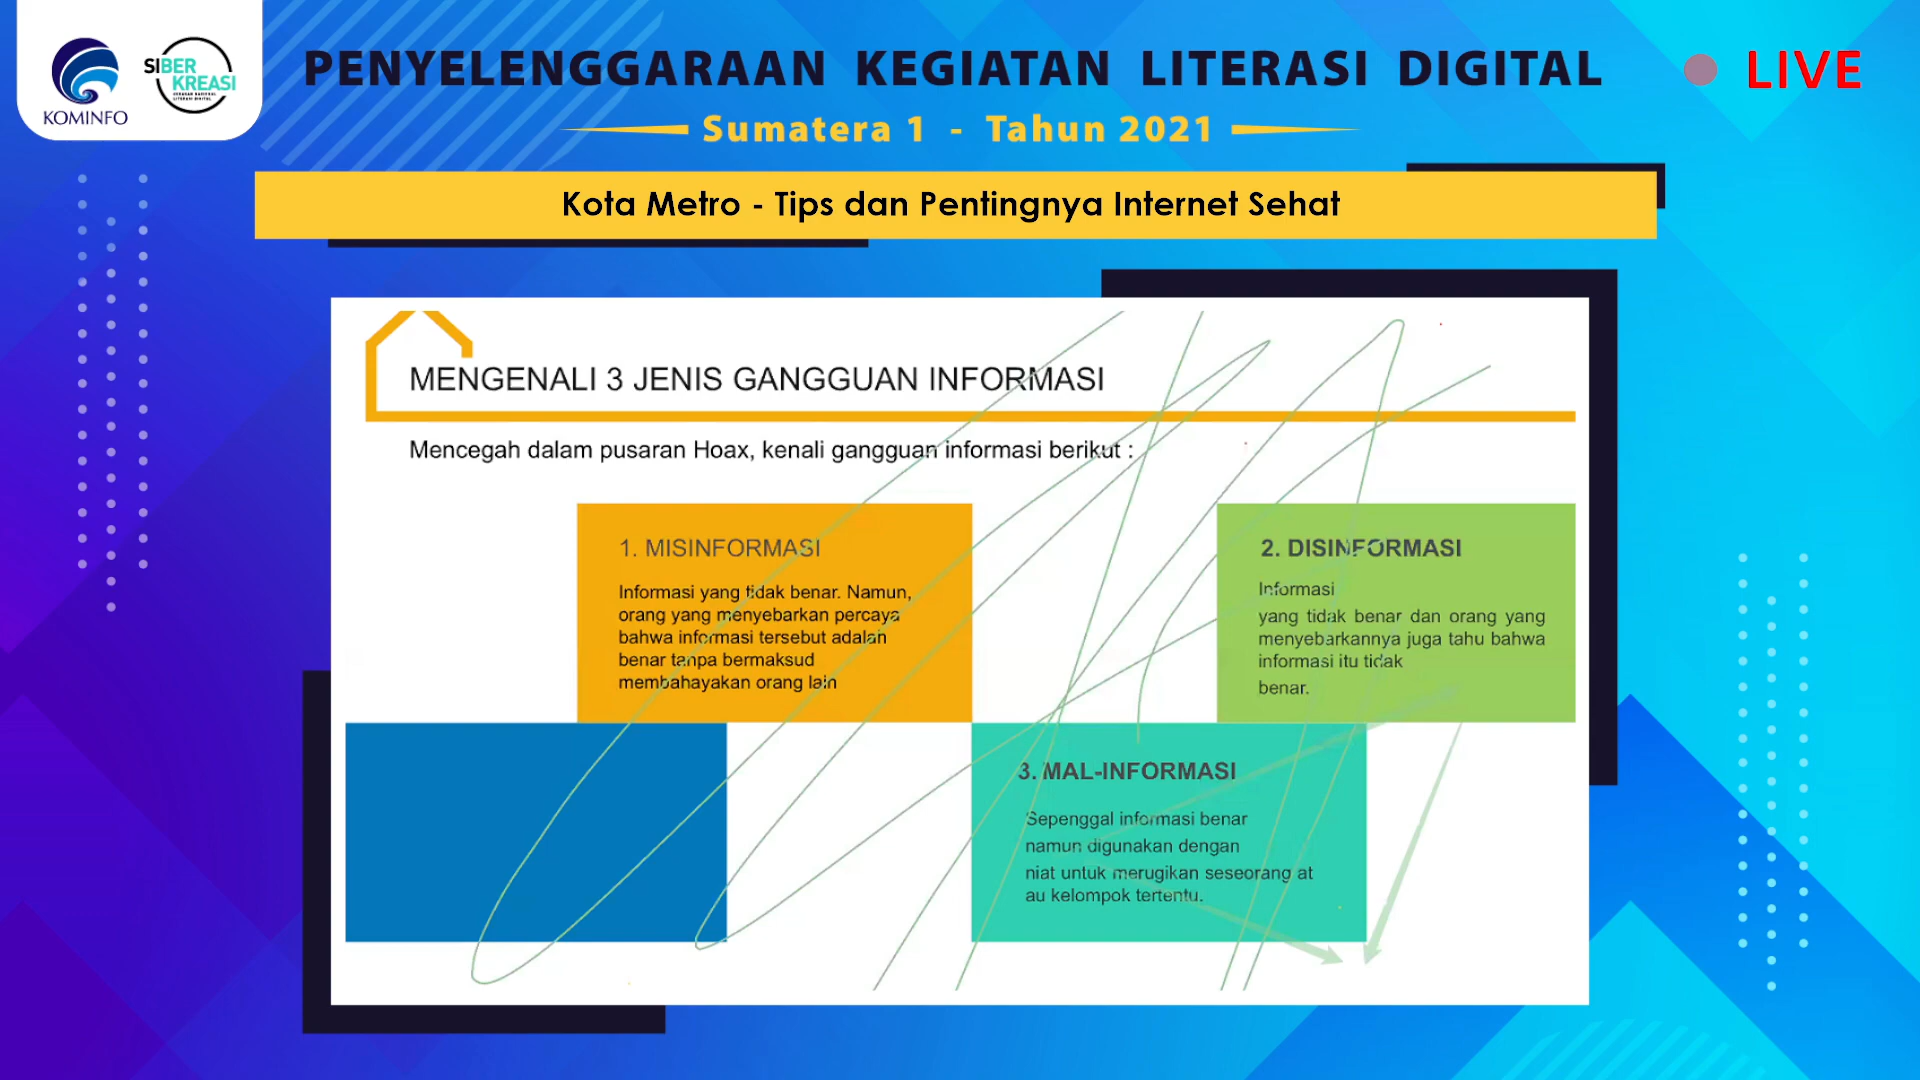 KOMINFO
SIBER
KREASI
PENYELENGGARAAN KEGIATAN LITERASI DIGITAL
LIVE
Sumatera 1 - Tahun 2021
Kota Metro - Tips dan Pentingnya Internet Sehat
MENGENALI 3 JENIS GANGGUAN INFORMASI
Mencegah dalam pusaran Hoax, kenali gangguan informasi berikut :
1. MISINFORMASI
Informasi yang tidak benar. Namun,
orang yang menyebarkan percaya
bahwa informasi tersebut adalah
benar tanpa bermaksud
membahayakan orang lain
2. DISINFORMASI
Informasi
yang tidak benar dan orang yang
menyebarkannya juga tahu bahwa
informasi itu tidak
benar.
3. MAL-INFORMASI
Sepenggal informasi benar
namun digunakan dengan
niat untuk merugikan seseorang at
au kelompok tertentu.